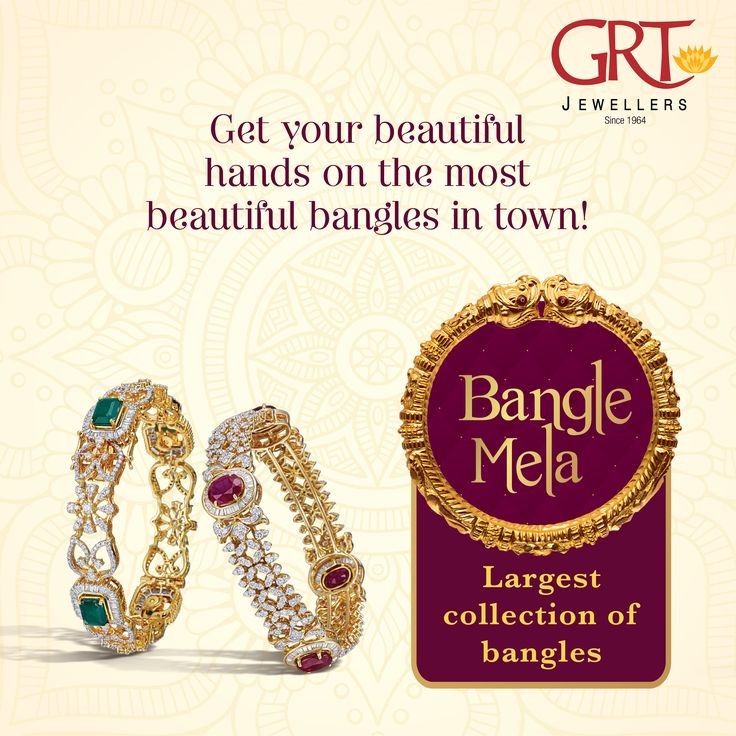 GRT
JEWELLERS
Since 1964
Get your beautiful
hands on the most
beautiful bangles in town!
Bangle
Mela
Largest
collection of
bangles